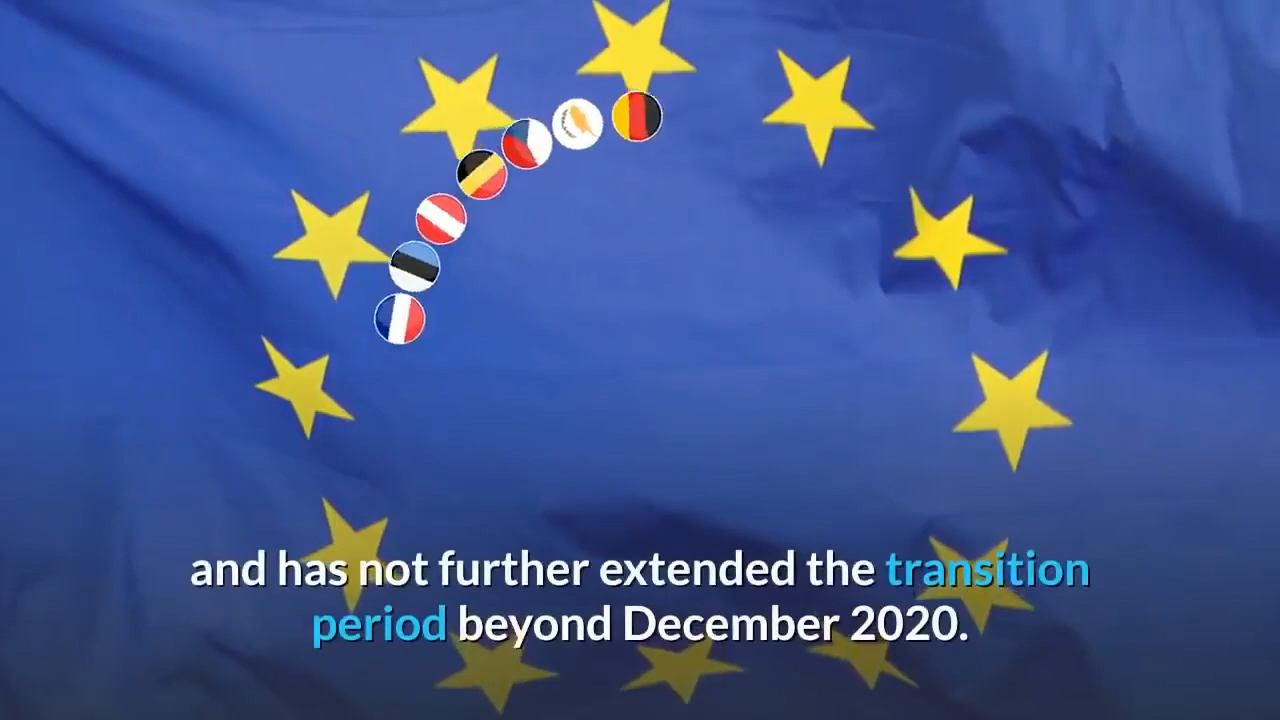 and has not further extended the transition
period beyond December 2020.